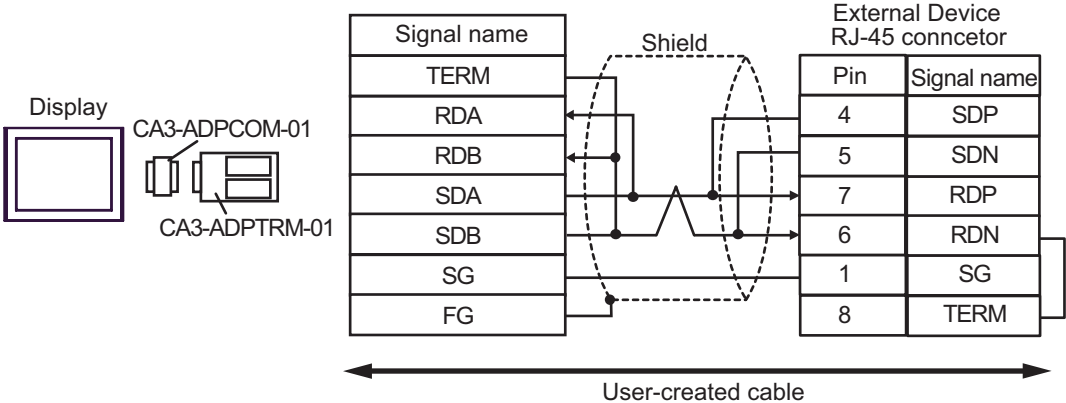 Display
CA3-ADPCOM-01
CA3-ADPTRM-01
Signal name
TERM
RDA
RDB
SDA
SDB
SG
FG
Shield
External Device
RJ-45 conncetor
Pin Signal name
4 SDP
5 SDN
7 RDP
6 RDN
1 SG
8 TERM
User-created cable